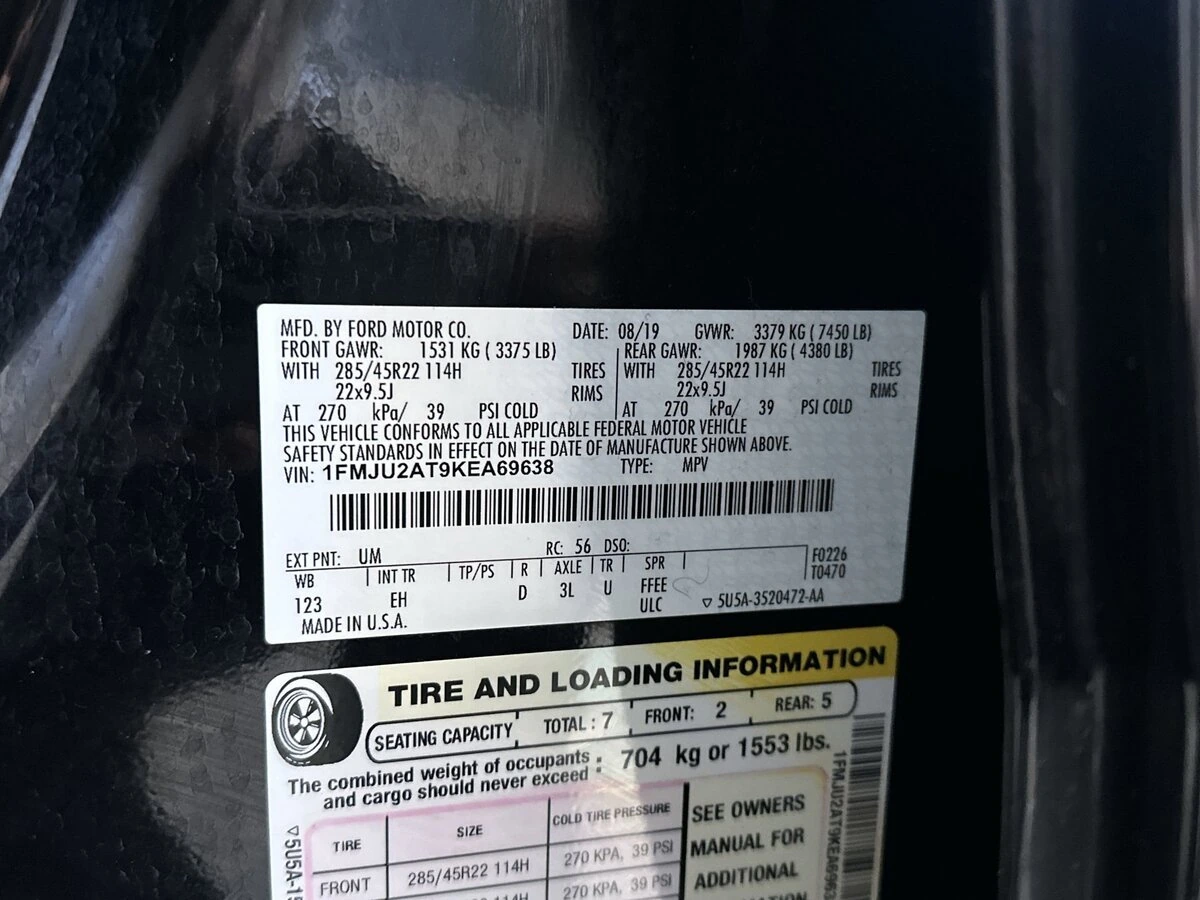 MFD. BY FORD MOTOR CO. DATE: 08/19 GVWR: 3379 KG ( 7450 LB)
FRONT GAWR: 1531 KG ( 3375 LB) REAR GAWR: 1987 KG ( 4380 LB)
WITH 285/45R22 114H TIRES WITH 285/45R22 114H TIRES
22x9.5J RIMS 22x9.5J RIMS
AT 270 kPa/ 39 PSI COLD AT 270 kPa/ 39 PSI COLD
THIS VEHICLE CONFORMS TO ALL APPLICABLE FEDERAL MOTOR VEHICLE
SAFETY STANDARDS IN EFFECT ON THE DATE OF MANUFACTURE SHOWN ABOVE.
VIN: 1FMJU2AT9KEA69638 TYPE: MPV
EXT PNT: UM RC: 56 DSO:
WB INT TR TP/PS R AXLE TR SPR F0226
T0470
123 EH D 3L U FFEE
ULC ▽ 5U5A-3520472-AA
MADE IN U.S.A.
TIRE AND LOADING INFORMATION
SEATING CAPACITY TOTAL : 7 FRONT: 2 REAR: 5
The combined weight of occupants and cargo should never exceed : 704 kg or 1553 lbs.
TIRE SIZE COLD TIRE PRESSURE SEE OWNERS
MANUAL FOR
FRONT 285/45R22 114H 270 KPA, 39 PSI ADDITIONAL
114H 270 KPA, 39 PSI
▽5U5A-15
1FMJU2AT9KEA6963